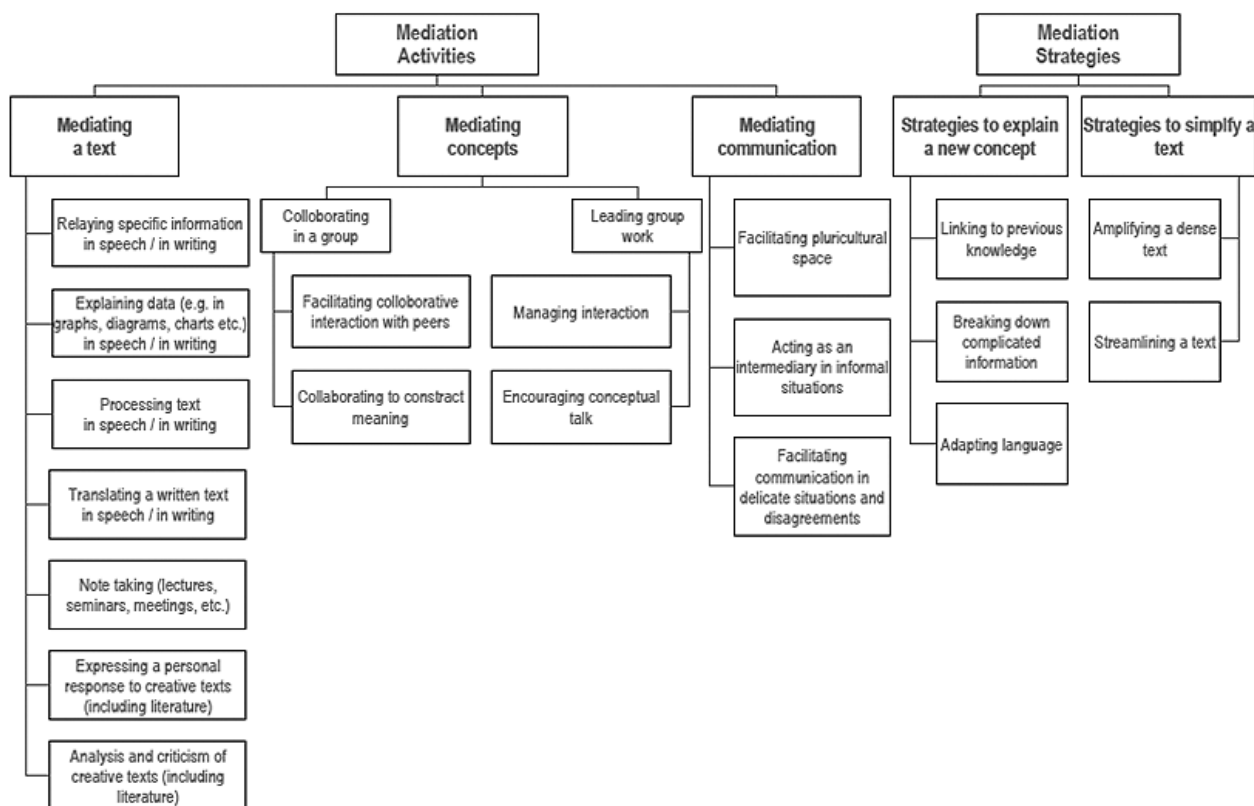 Mediation
Activities
Mediation
Strategies
Mediating
a text
Mediating
concepts
Mediating
communication
Strategies to explain
a new concept
Strategies to simplfy a
text
Relaying specific information
in speech / in writing
Explaining data (e.g. in
graphs, diagrams, charts etc.)
in speech / in writing
Processing text
in speech / in writing
Translating a written text
in speech / in writing
Note taking (lectures,
seminars, meetings, etc.)
Expressing a personal
response to creative texts
(including literature)
Analysis and criticism of
creative texts (including
literature)
Colloborating
in a group
Facilitating colloborative
interaction with peers
Collaborating to constract
meaning
Leading group
work
Managing interaction
Encouraging conceptual
talk
Facilitating pluricultural
space
Acting as an
intermediary in informal
situations
Facilitating
communication in
delicate situations and
disagreements
Linking to previous
knowledge
Breaking down
complicated
information
Adapting language
Amplifying a dense
text
Streamlining a text